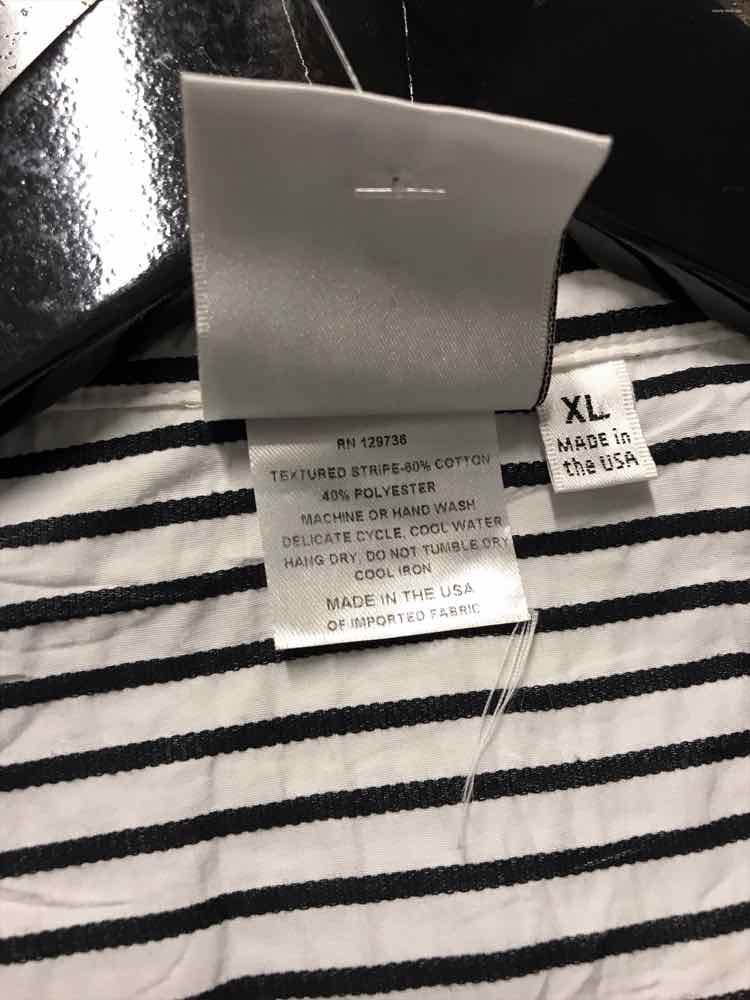 RN 129736
TEXTURED STRIPE-60% COTTON
40% POLYESTER
MACHINE OR HAND WASH
DELICATE CYCLE, COOL WATER
HANG DRY, DO NOT TUMBLE DRY
COOL IRON
MADE IN THE USA
OF IMPORTED FABRIC
XL
MADE in
the USA